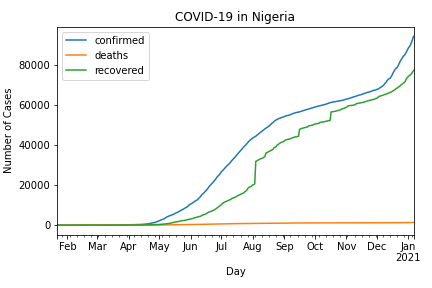 COVID-19 in Nigeria
confirmed
deaths
recovered
Number of Cases
80000
60000
40000
20000
0
Feb Mar Apr May Jun Jul Aug Sep Oct Nov Dec Jan
2021
Day